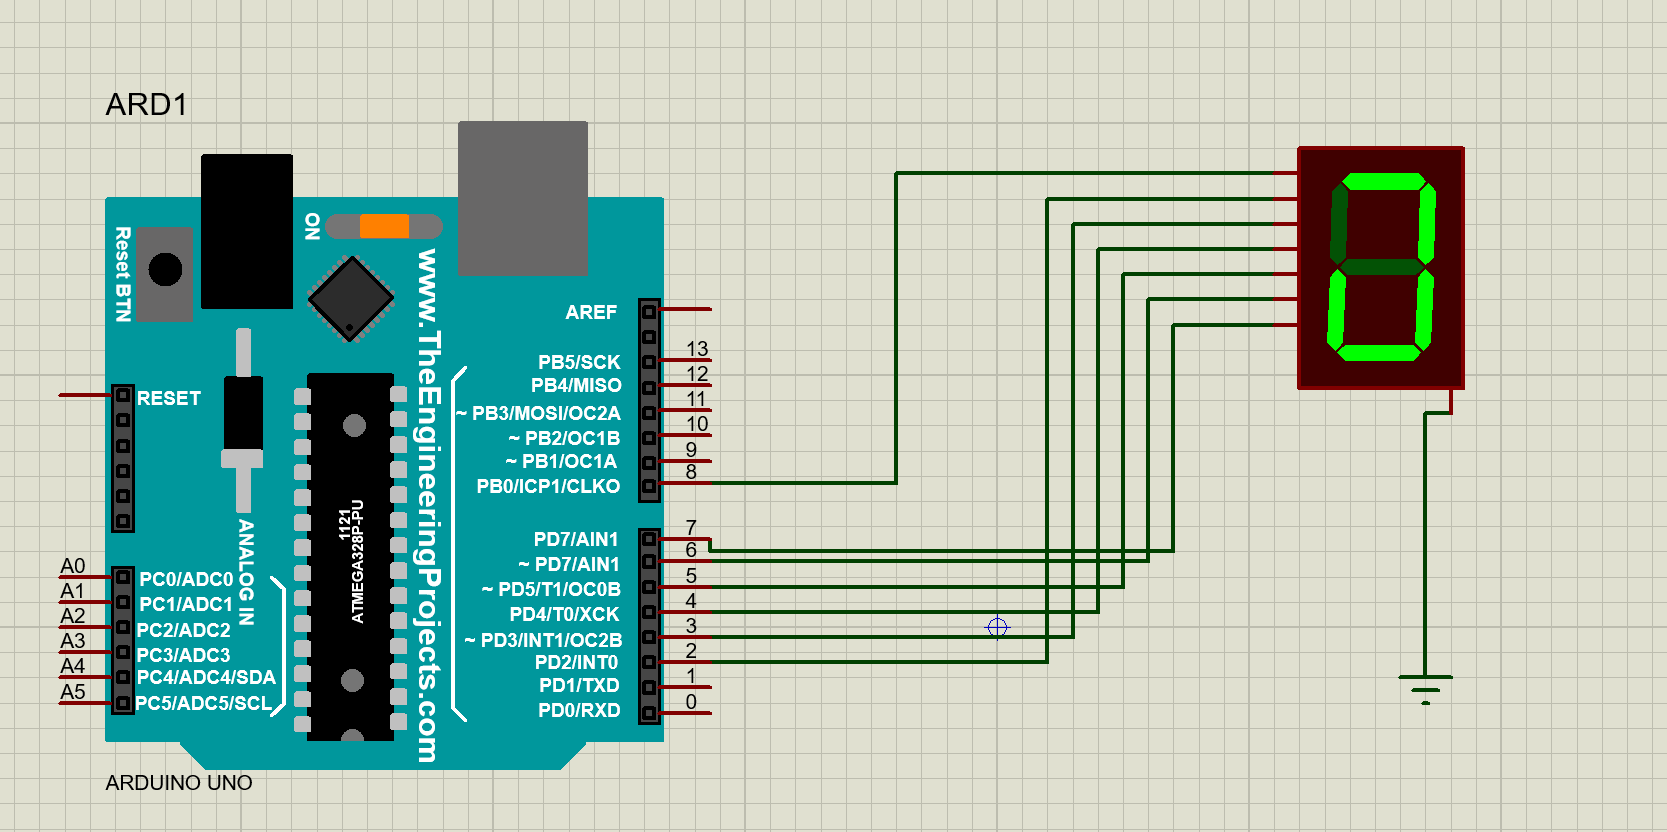 ARD1
ON
Reset BTN
www.TheEngineeringProjects.com
AREF
13
PB5/SCK
12
PB4/MISO
11
~ PB3/MOSI/OC2A
10
~ PB2/OC1B
9
~ PB1/OC1A
8
PB0/ICP1/CLKO
RESET
1121
ATMEGA328P-PU
ANALOG IN
7
PD7/AIN1
6
~ PD7/AIN1
5
~ PD5/T1/OC0B
4
PD4/T0/XCK
3
~ PD3/INT1/OC2B
2
PD2/INT0
1
PD1/TXD
0
PD0/RXD
A0
PC0/ADC0
A1
PC1/ADC1
A2
PC2/ADC2
A3
PC3/ADC3
A4
PC4/ADC4/SDA
A5
PC5/ADC5/SCL
ARDUINO UNO